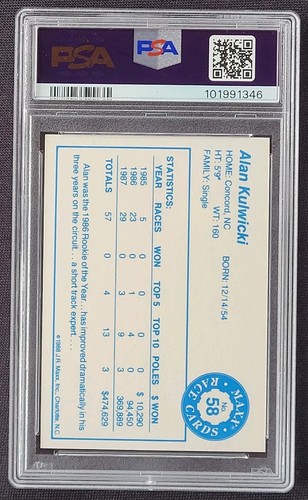 PSA
PSA
101991346
Alan Kulwicki
HOME: Concord, NC BORN: 12/14/54
HT: 5'9" WT: 160
FAMILY: Single
MAXX
No.
58
RACE CARDS
STATISTICS:
YEAR RACES WON TOP 5 TOP 10 POLES $ WON
1985 5 0 0 0 0 $ 10,290
1986 23 0 1 4 0 94,450
1987 29 0 3 9 3 369,889
TOTALS 57 0 4 13 3 $474,629
Alan was the 1986 Rookie of the Year. . .has improved dramatically in his
three years on the circuit. . . a short track expert. . . .
©1988 J.R. Maxx, Inc. Charlotte, N.C.